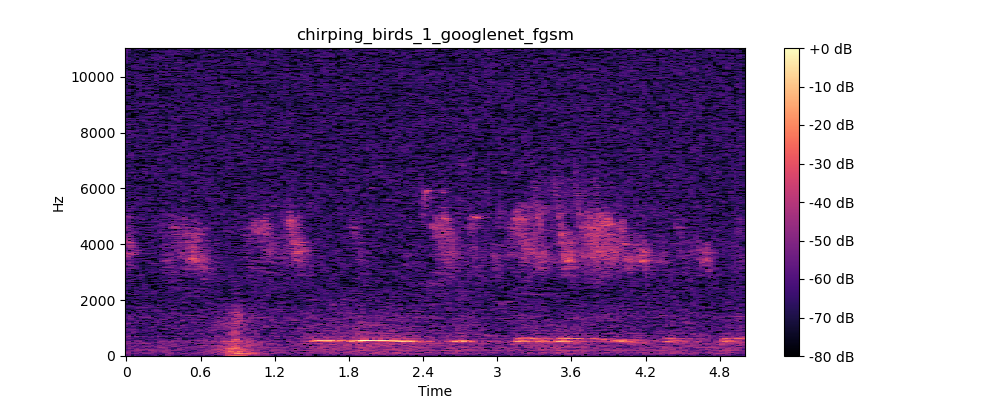 chirping_birds_1_googlenet_fgsm
Hz
10000
8000
6000
4000
2000
0
0 0.6 1.2 1.8 2.4 3 3.6 4.2 4.8
Time
+0 dB
-10 dB
-20 dB
-30 dB
-40 dB
-50 dB
-60 dB
-70 dB
-80 dB